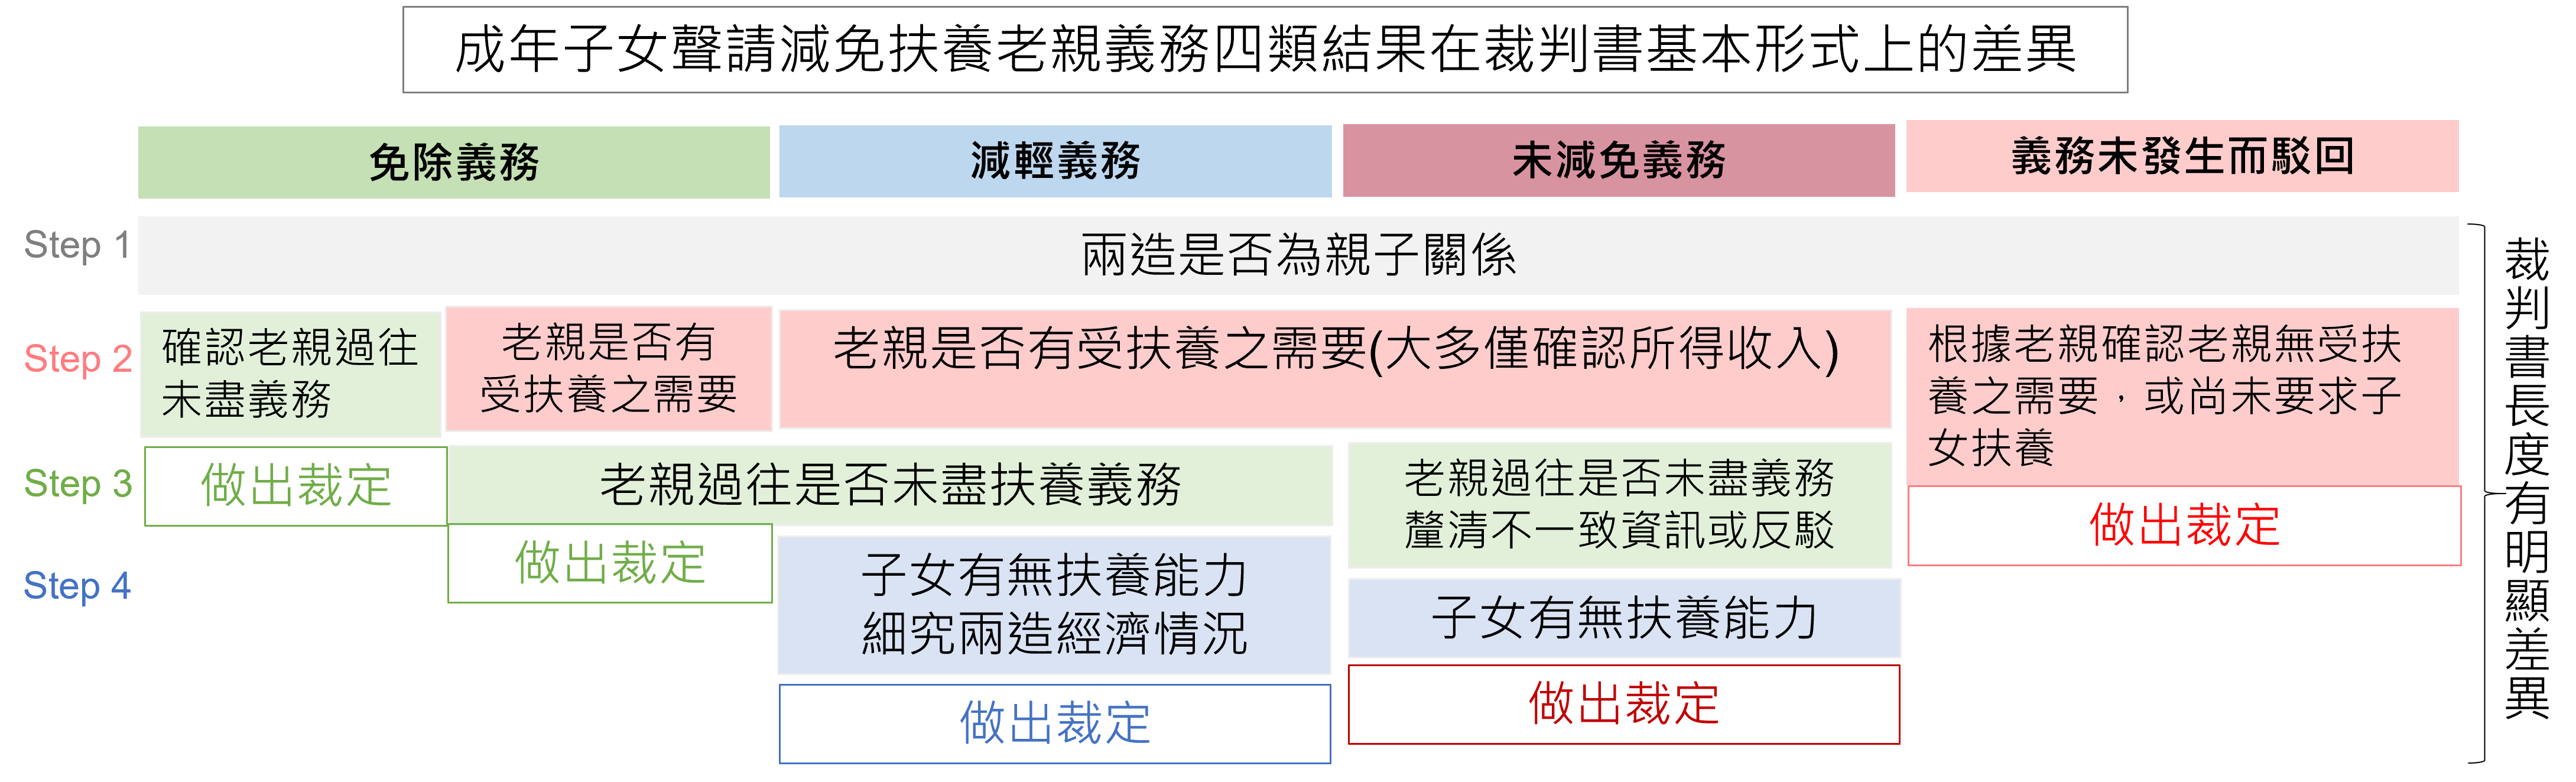 成年子女聲請減免扶養老親義務四類結果在裁判書基本形式上的差異
免除義務
減輕義務
未減免義務
義務未發生而駁回
Step 1
兩造是否為親子關係
Step 2
確認老親過往
未盡義務
老親是否有
受扶養之需要
老親是否有受扶養之需要(大多僅確認所得收入)
根據老親確認老親無受扶
養之需要，或尚未要求子
女扶養
Step 3
做出裁定
老親過往是否未盡扶養義務
老親過往是否未盡義務
釐清不一致資訊或反駁
做出裁定
做出裁定
Step 4
子女有無扶養能力
細究兩造經濟情況
子女有無扶養能力
做出裁定
做出裁定
裁判書長度有明顯差異